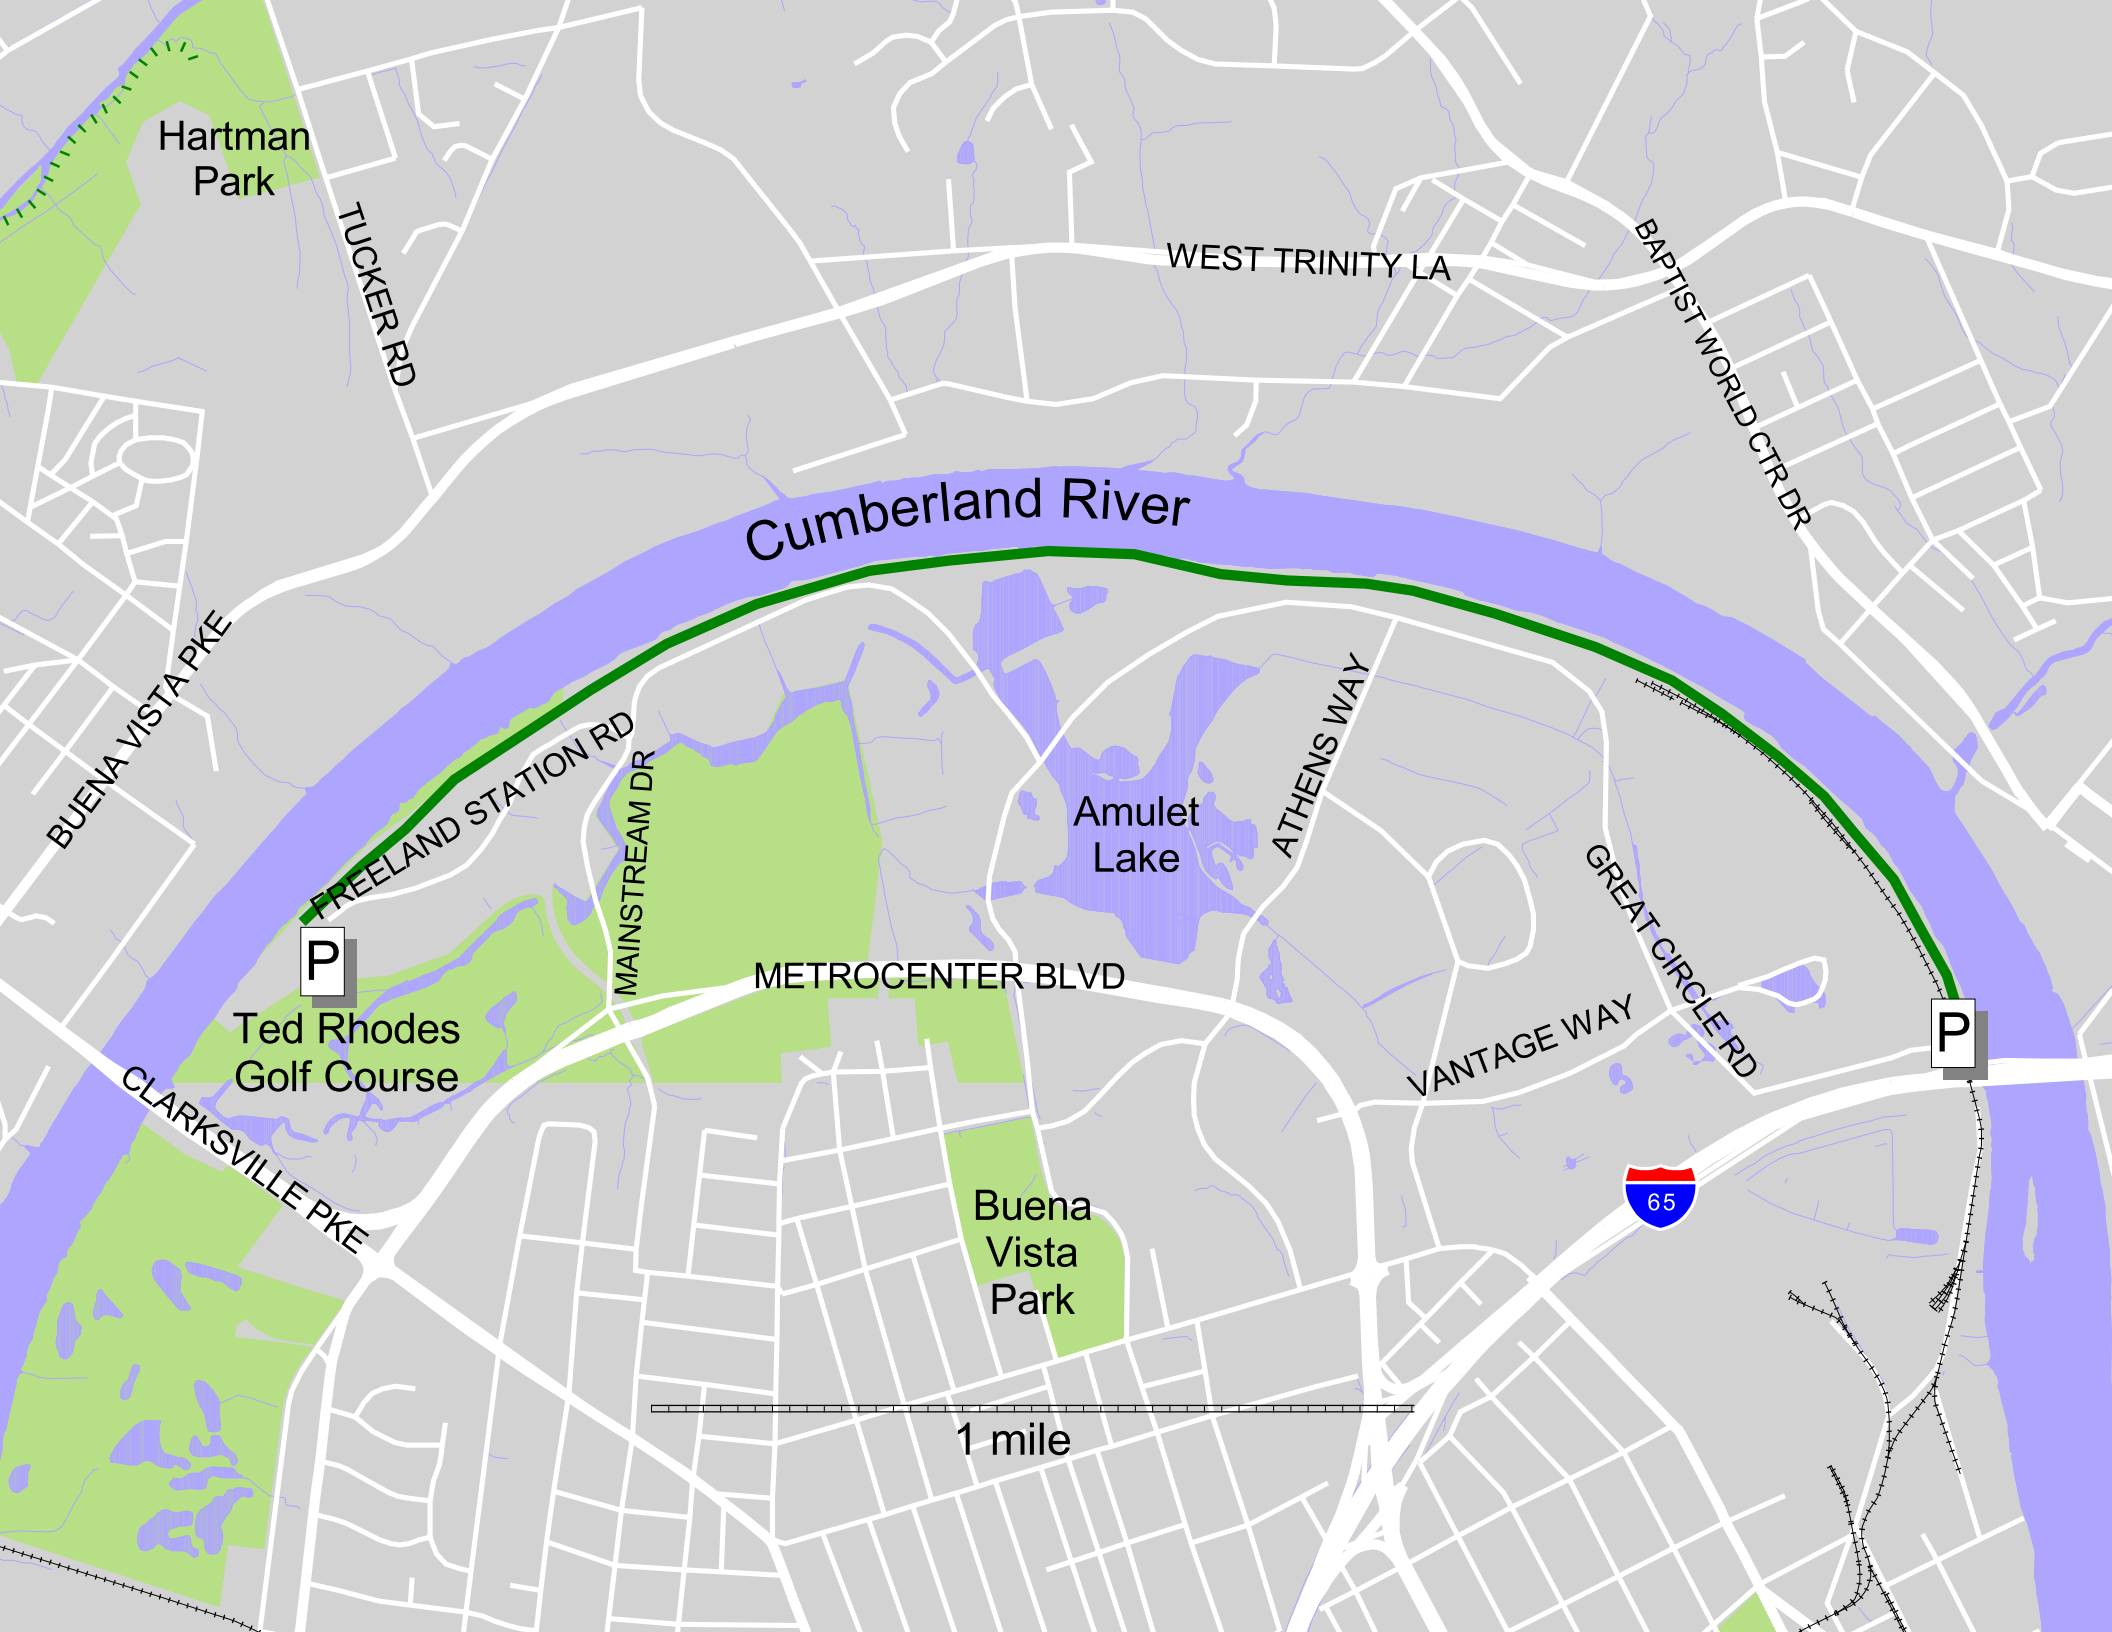 Hartman
Park
TUCKER RD
WEST TRINITY LA
BAPTIST WORLD CTR DR
Cumberland River
BUENA VISTA PKE
FREELAND STATION RD
MAINSTREAM DR
Amulet
Lake
ATHENS WAY
GREAT CIRCLE RD
P
METROCENTER BLVD
VANTAGE WAY
P
Ted Rhodes
Golf Course
CLARKSVILLE PKE
65
Buena
Vista
Park
1 mile